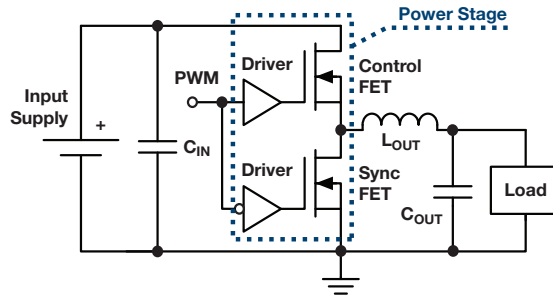 Power Stage
Driver
PWM
Control
FET
Input
Supply
+
C_IN
L_OUT
Driver
Sync
FET
C_OUT
Load